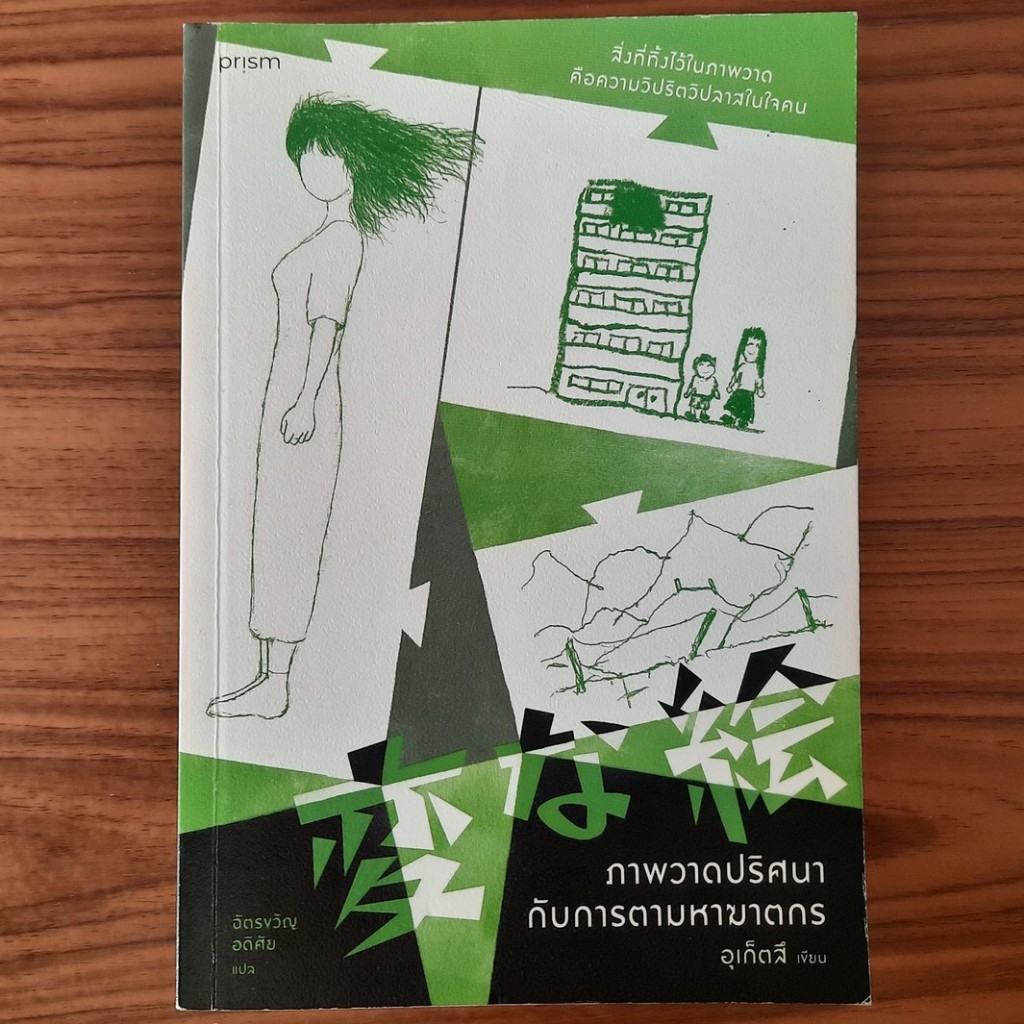 prism
สิ่งที่ทิ้งไว้ในภาพวาด
คือความวิปริตวิปลาสในใจคน
変な絵
ภาพวาดปริศนา
กับการตามหาฆาตกร
อุเก็ตสึ เขียน
ฉัตรขวัญ
อดิศัย
แปล